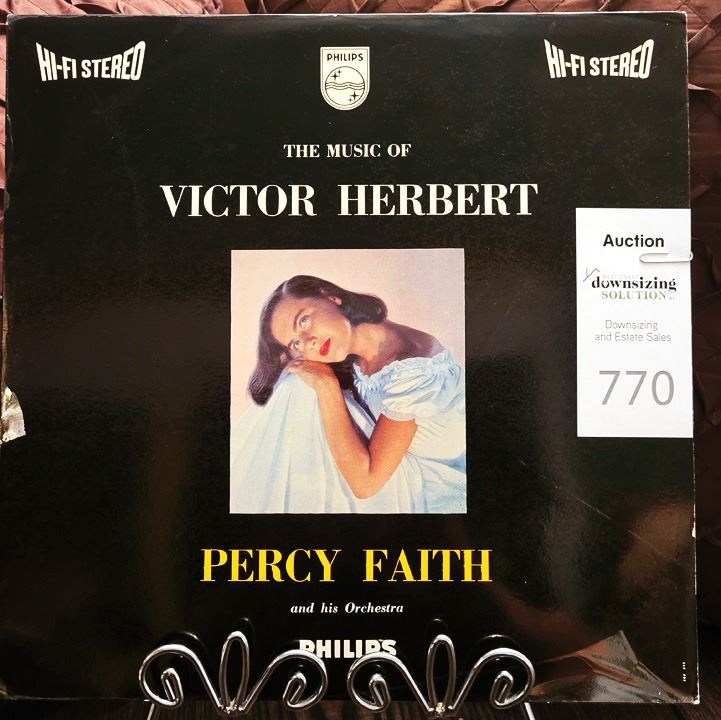 HI-FI STEREO
PHILIPS
HI-FI STEREO
THE MUSIC OF
VICTOR HERBERT
Auction
downsizing
SOLUTION
Downsizing
and Estate Sales
770
PERCY FAITH
and his Orchestra
PHILIPS